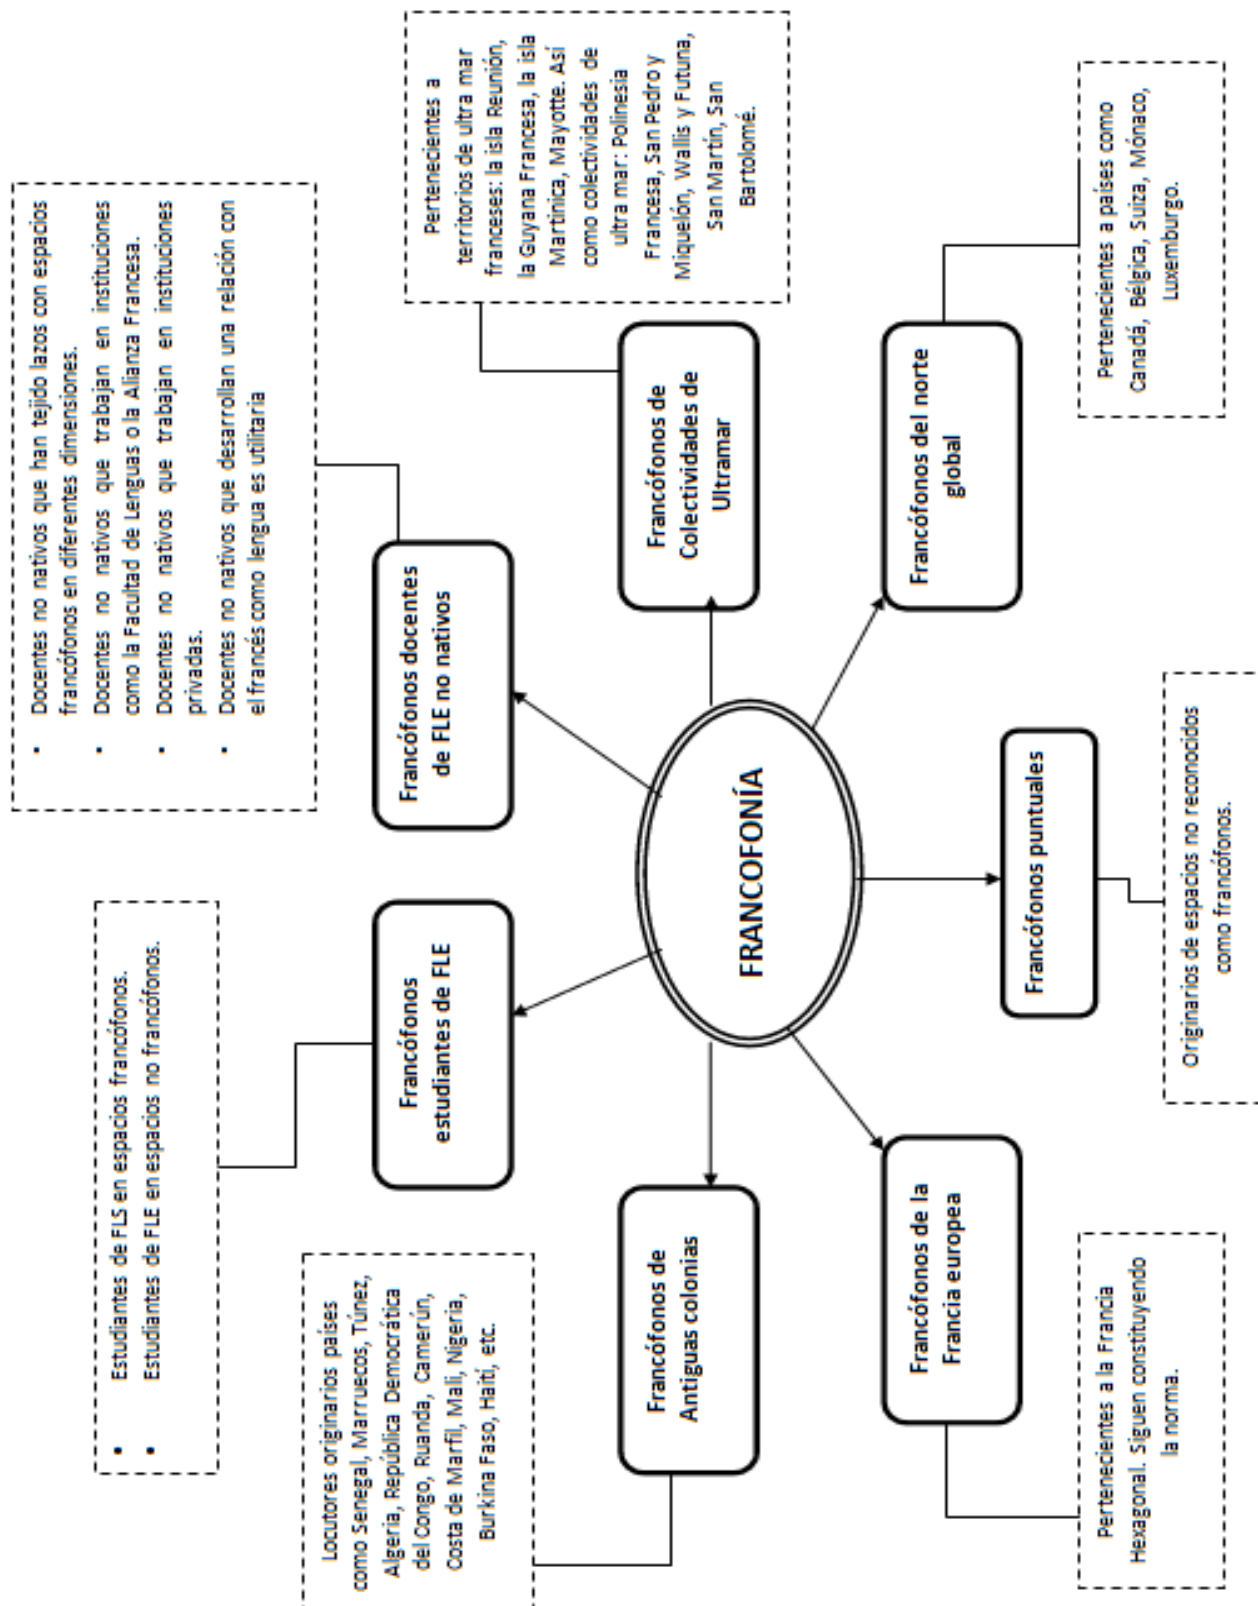 Estudiantes de FLS en espacios francófonos.
Estudiantes de FLE en espacios no francófonos.
Docentes no nativos que han tejido lazos con espacios
francófonos en diferentes dimensiones.
Docentes no nativos que trabajan en instituciones
como la Facultad de Lenguas o la Alianza Francesa.
Docentes no nativos que trabajan en instituciones
privadas.
Docentes no nativos que desarrollan una relación con
el francés como lengua es utilitaria
Locutores originarios países
como Senegal, Marruecos, Túnez,
Algeria, República Democrática
del Congo, Ruanda, Camerún,
Costa de Marfil, Mali, Nigeria,
Burkina Faso, Haití, etc.
Francófonos
estudiantes de FLE
Francófonos docentes
de FLE no nativos
Pertenecientes a
territorios de ultra mar
franceses: la isla Reunión,
la Guyana Francesa, la isla
Martinica, Mayotte. Así
como colectividades de
ultra mar: Polinesia
Francesa, San Pedro y
Miquelón, Wallis y Futuna,
San Martín, San
Bartolomé.
Francófonos de
Antiguas colonias
FRANCOFONÍA
Francófonos de
Colectividades de
Ultramar
Francófonos de la
Francia europea
Francófonos puntuales
Francófonos del norte
global
Pertenecientes a la Francia
Hexagonal. Siguen constituyendo
la norma.
Originarios de espacios no reconocidos
como francófonos.
Pertenecientes a países como
Canadá, Bélgica, Suiza, Mónaco,
Luxemburgo.